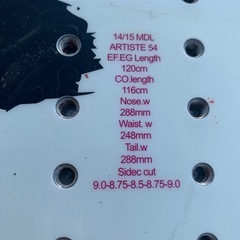 14/15 MDL
ARTISTE 54
EF.EG Length
120cm
CO.length
116cm
Nose.w
288mm
Waist. w
248mm
Tail.w
288mm
Sidec cut
9.0-8.75-8.5-8.75-9.0